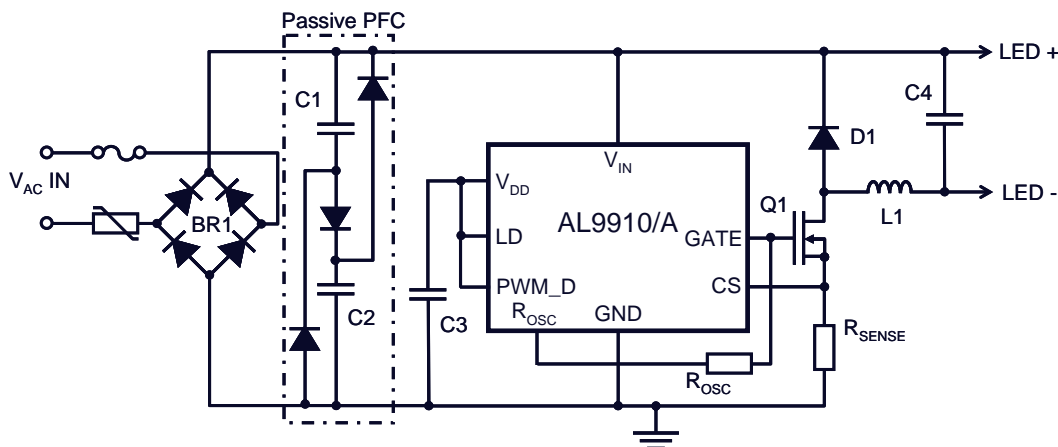 Passive PFC
LED +
C1
C4
D1
V_IN
V_AC IN
V_DD
LED -
BR1
AL9910/A
Q1
L1
LD
GATE
PWM_D
CS
C2
C3
R_OSC
GND
R_SENSE
R_OSC